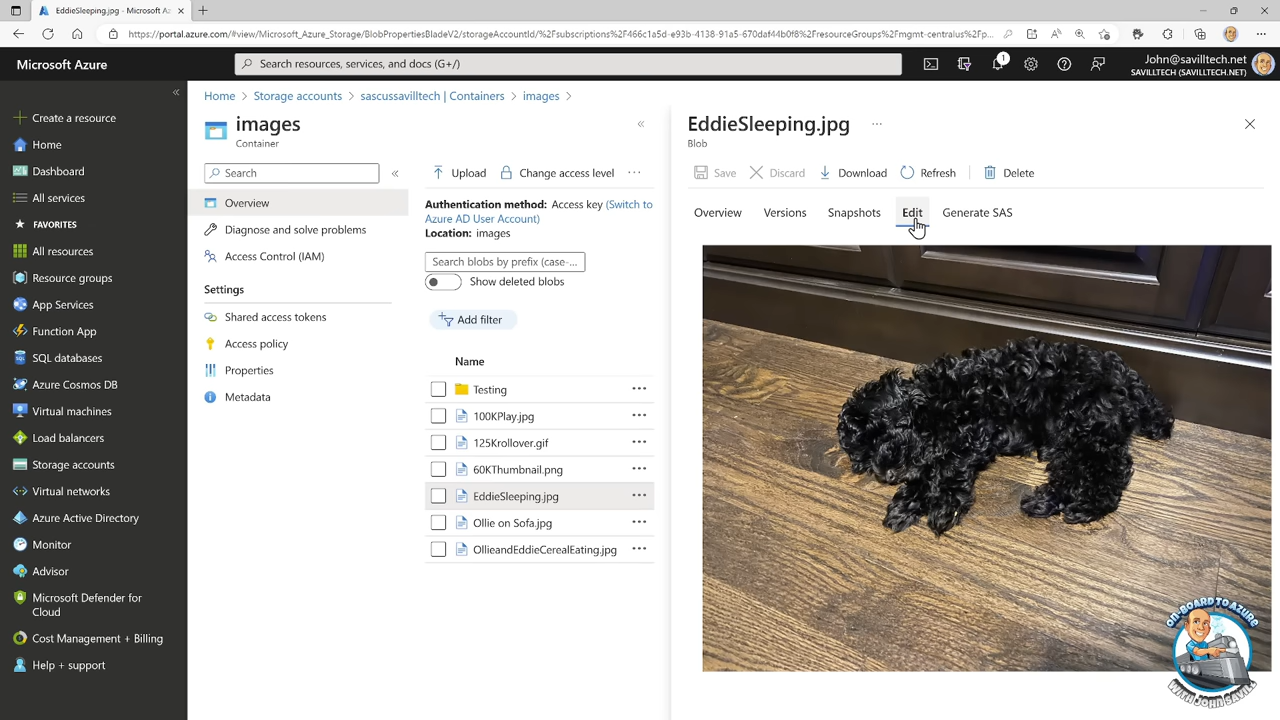 EddieSleeping.jpg - Microsoft Az
https://portal.azure.com/#view/Microsoft_Azure_Storage/BlobPropertiesBladeV2/storageAccountId/%2Fsubscriptions%2F466c1a5d-e93b-4138-91a5-670daf44b0f8%2FresourceGroups%2Fmgmt-centralus%2Fp...
Microsoft Azure
Search resources, services, and docs (G+/)
1
John@savilltech.net
SAVILLTECH (SAVILLTECH.NET)
Create a resource
Home
Dashboard
All services
FAVORITES
All resources
Resource groups
App Services
Function App
SQL databases
Azure Cosmos DB
Virtual machines
Load balancers
Storage accounts
Virtual networks
Azure Active Directory
Monitor
Advisor
Microsoft Defender for
Cloud
Cost Management + Billing
Help + support
Home > Storage accounts > sascussavilltech | Containers > images >
images
Container
Search
Overview
Diagnose and solve problems
Access Control (IAM)
Settings
Shared access tokens
Access policy
Properties
Metadata
Upload Change access level ...
Authentication method: Access key (Switch to
Azure AD User Account)
Location: images
Search blobs by prefix (case-...
Show deleted blobs
Add filter
Name
Testing
100KPlay.jpg
125Krollover.gif
60KThumbnail.png
EddieSleeping.jpg
Ollie on Sofa.jpg
OllieandEddieCerealEating.jpg
EddieSleeping.jpg ...
Blob
Save Discard Download Refresh Delete
Overview Versions Snapshots Edit Generate SAS
ON-BOARD TO AZURE
WITH JOHN SAVILL